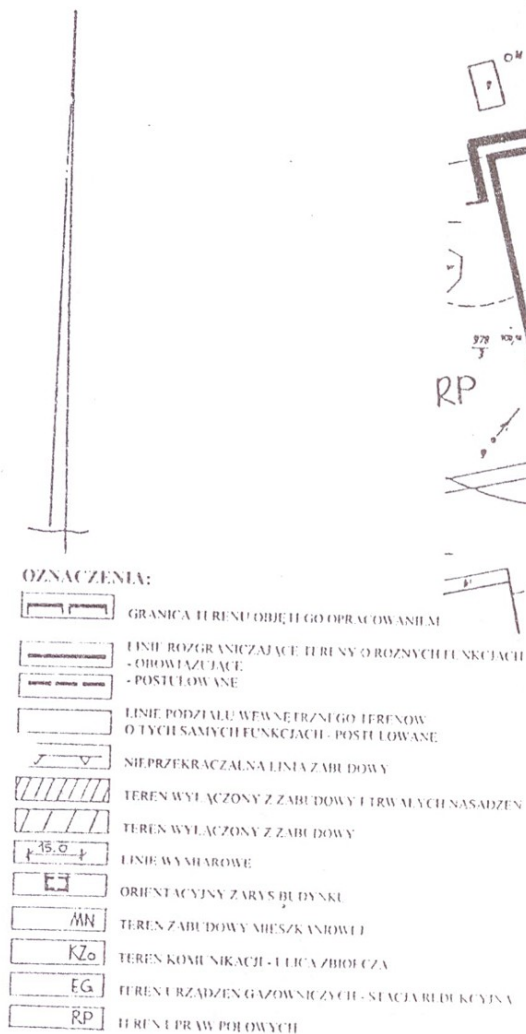 RP
OZNACZENIA:
GRANICA TERENU OBJĘTEGO OPRACOWANIEM
LINIE ROZGRANICZAJĄCE TERENY O RÓŻNYCH FUNKCJACH
- OBOWIĄZUJĄCE
- POSTULOWANE
LINIE PODZIAŁU WEWNĘTRZNEGO TERENÓW
O TYCH SAMYCH FUNKCJACH - POSTULOWANE
NIEPRZEKRACZALNA LINIA ZABUDOWY
TEREN WYŁĄCZONY Z ZABUDOWY I TRWAŁYCH NASADZEŃ
TEREN WYŁĄCZONY Z ZABUDOWY
15.0 LINIE WYMIAROWE
ORIENTACYJNY ZARYS BUDYNKU
MN TEREN ZABUDOWY MIESZKANIOWEJ
KZo TEREN KOMUNIKACJI - ULICA ZBIORCZA
EG TEREN URZĄDZEŃ GAZOWNICZYCH - STACJA REDUKCYJNA
RP TEREN UPRAW POLOWYCH